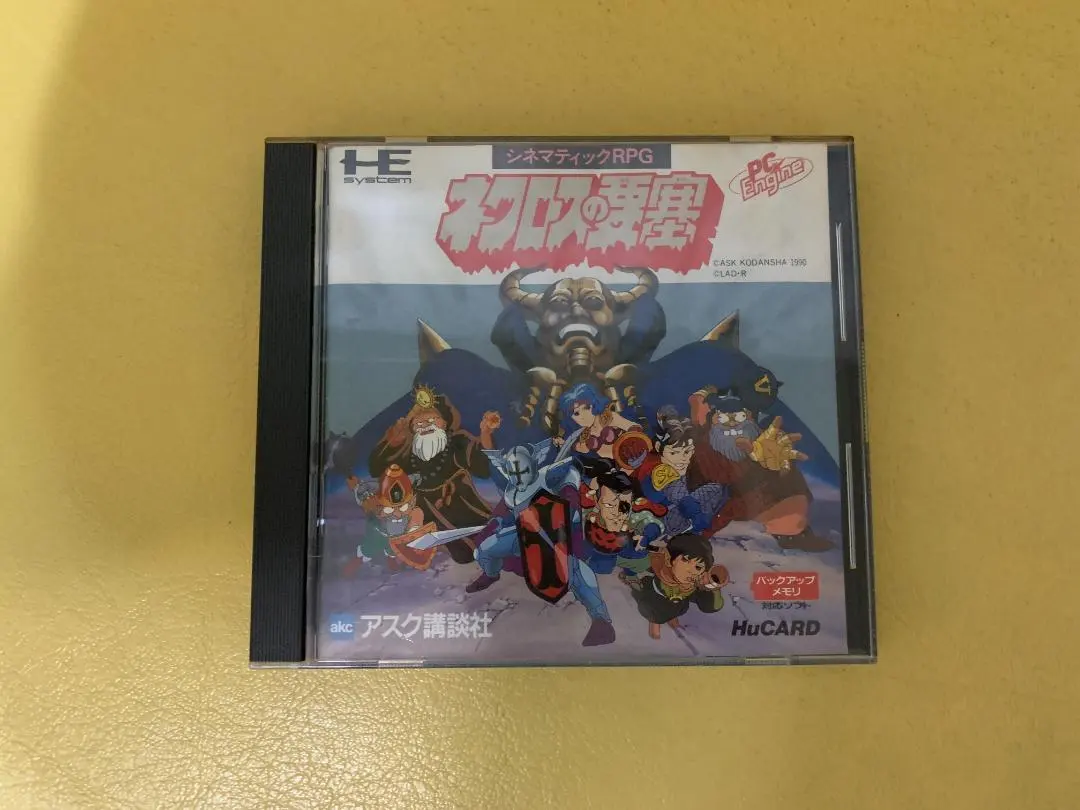 HE
system
シネマティックRPG
PC Engine
ネクロスの要塞
©ASK KODANSHA 1990
©LAD・R
バックアップ
メモリ
対応ソフト
akc アスク講談社
HuCARD